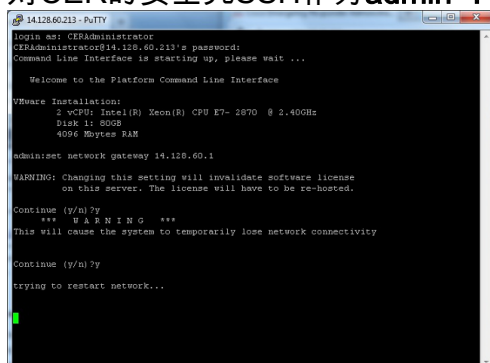 对CER的安全壳SSH作为admin 1
14.128.60.213 - PuTTY
login as: CERAdministrator
CERAdministrator@14.128.60.213's password:
Command Line Interface is starting up, please wait ...
Welcome to the Platform Command Line Interface
VMware Installation:
2 vCPU: Intel(R) Xeon(R) CPU E7- 2870 @ 2.40GHz
Disk 1: 80GB
4096 Mbytes RAM
admin:set network gateway 14.128.60.1
WARNING: Changing this setting will invalidate software license
on this server. The license will have to be re-hosted.
Continue (y/n)?y
*** W A R N I N G ***
This will cause the system to temporarily lose network connectivity
Continue (y/n)?y
trying to restart network...